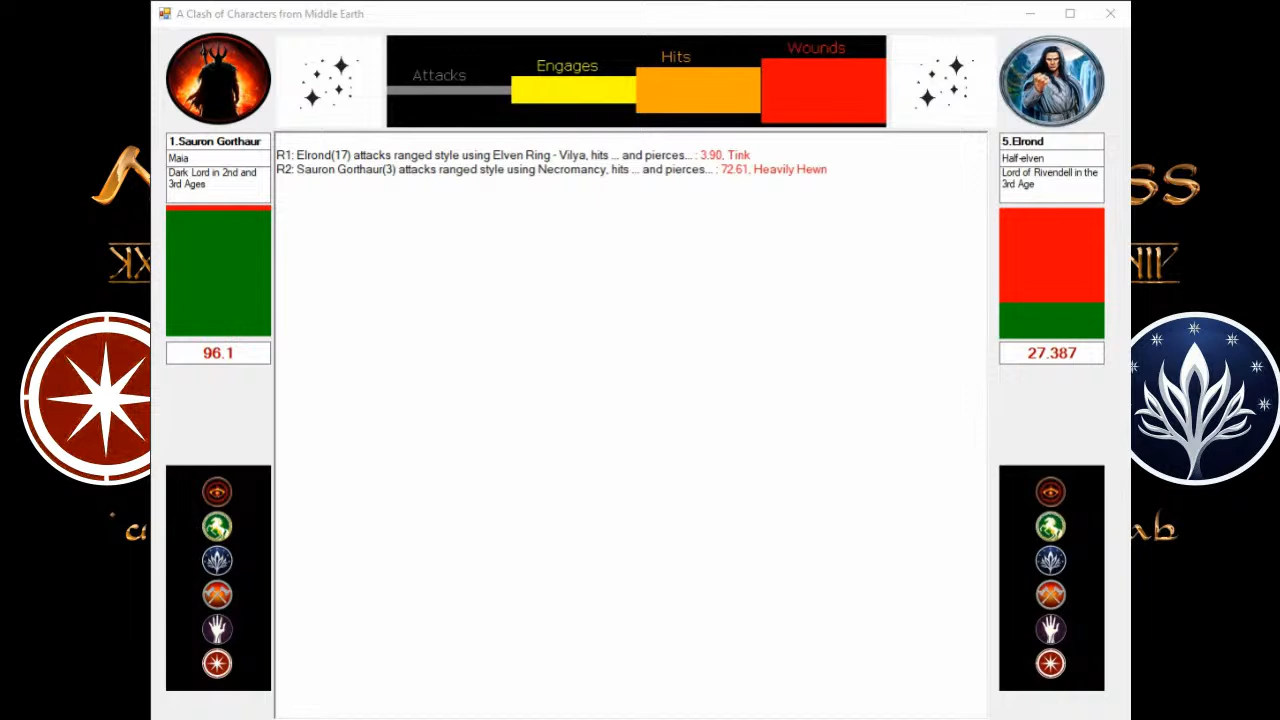 A Clash of Characters from Middle Earth
Attacks
Engages
Hits
Wounds
1.Sauron Gorthaur
Maia
Dark Lord in 2nd and
3rd Ages
96.1
R1: Elrond(17) attacks ranged style using Elven Ring - Vilya, hits ... and pierces... : 3.90, Tink
R2: Sauron Gorthaur(3) attacks ranged style using Necromancy, hits ... and pierces... : 72.61, Heavily Hewn
5.Elrond
Half-elven
Lord of Rivendell in the
3rd Age
27.387